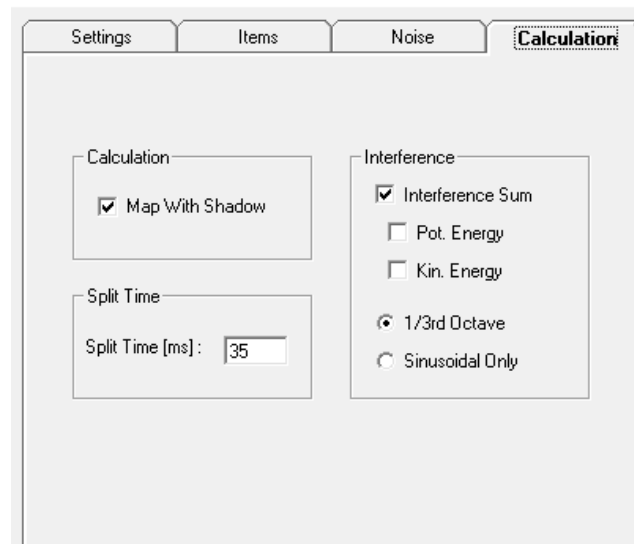 Settings Items Noise Calculation
Calculation
Map With Shadow
Split Time
Split Time [ms] : 35
Interference
Interference Sum
Pot. Energy
Kin. Energy
1/3rd Octave
Sinusoidal Only